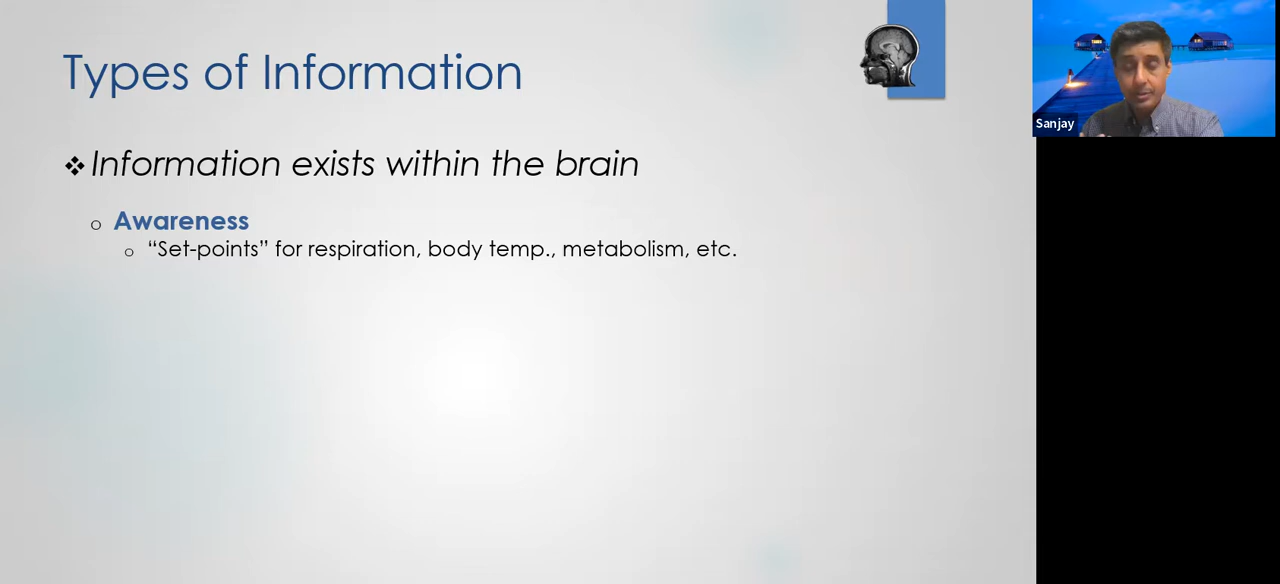 Types of Information
Information exists within the brain
Awareness
“Set-points” for respiration, body temp., metabolism, etc.
Sanjay